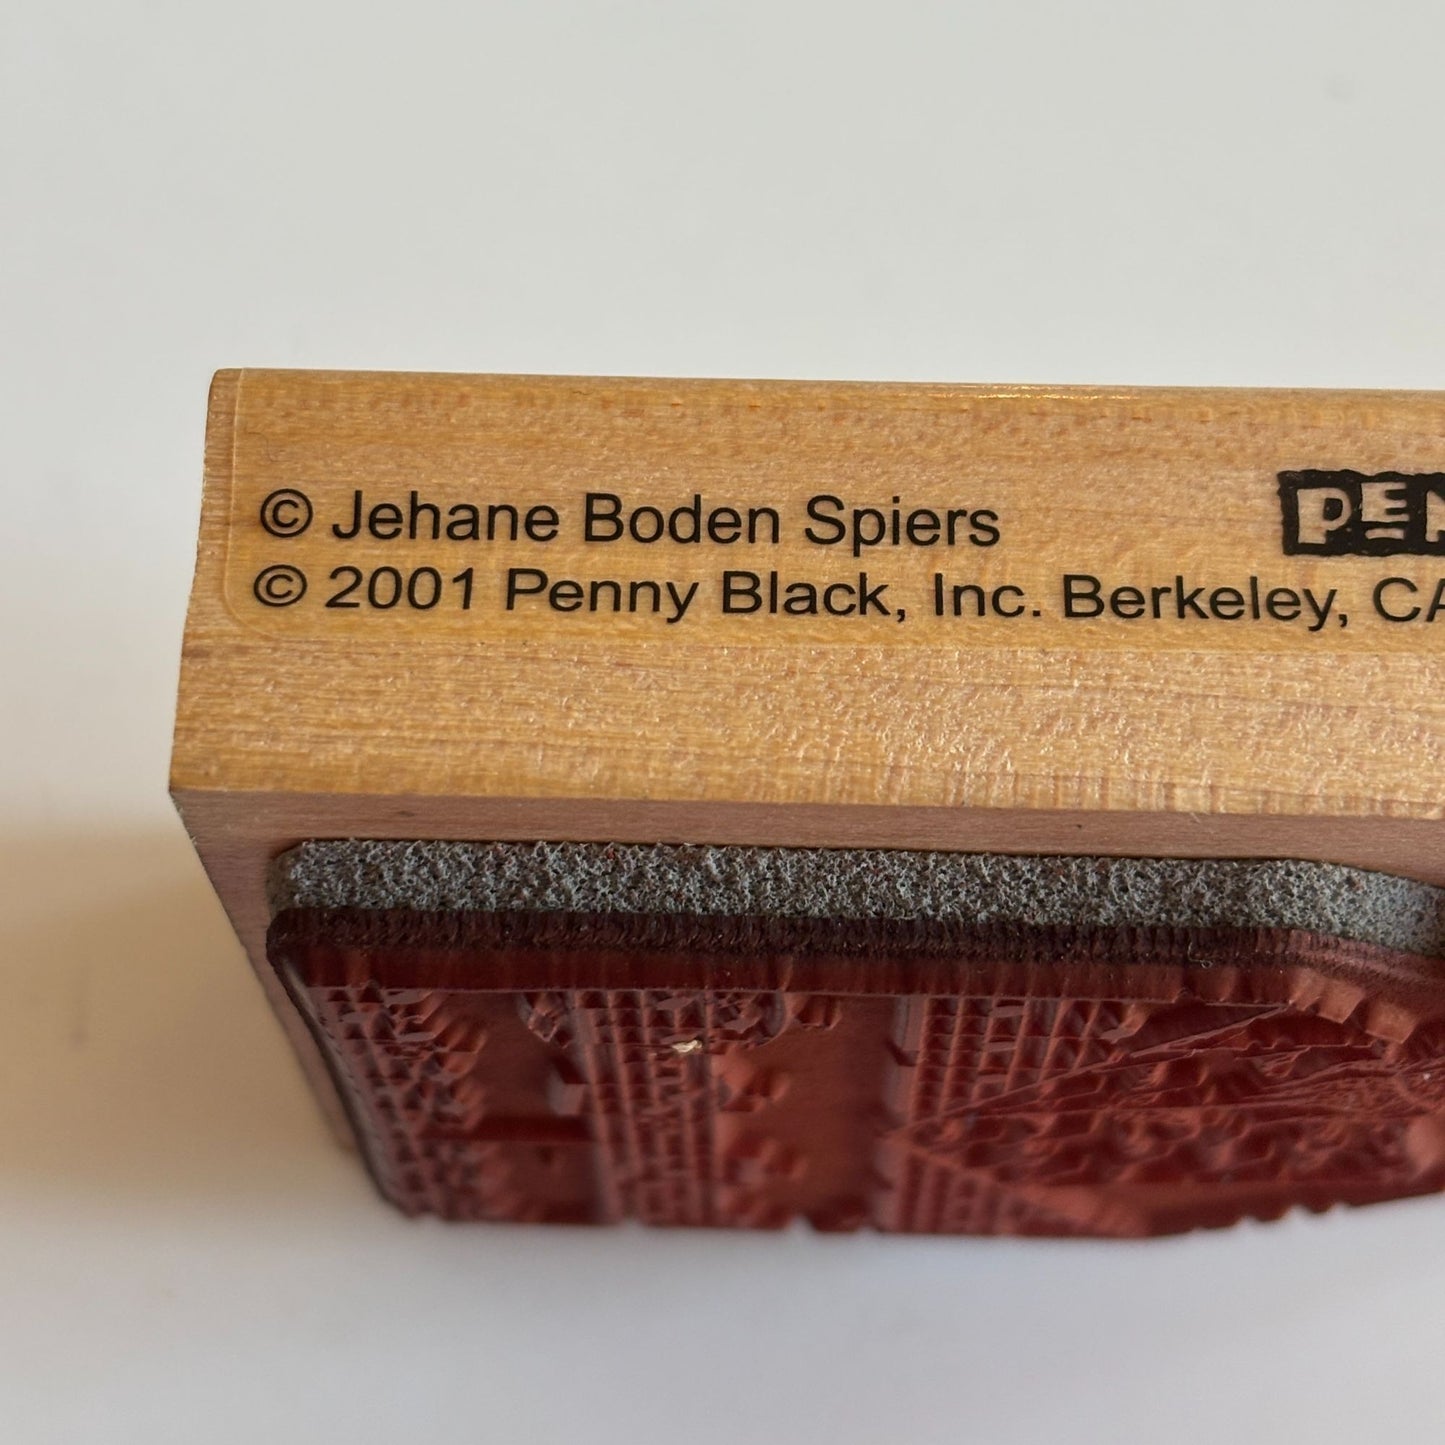 © Jehane Boden Spiers
© 2001 Penny Black, Inc. Berkeley, CA